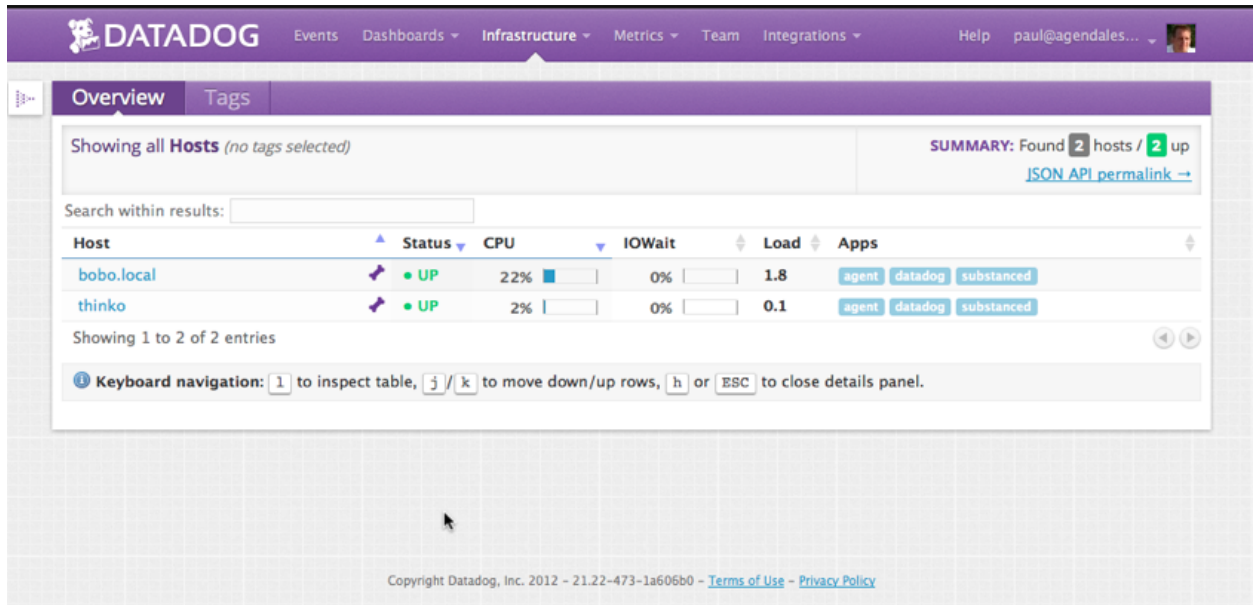 DATADOG Events Dashboards Infrastructure Metrics Team Integrations Help paul@agendales...
Overview Tags
Showing all Hosts (no tags selected)
SUMMARY: Found 2 hosts / 2 up
JSON API permalink →
Search within results:
Host Status CPU IOWait Load Apps
bobo.local UP 22% 0% 1.8 agent datadog substanced
thinko UP 2% 0% 0.1 agent datadog substanced
Showing 1 to 2 of 2 entries
Keyboard navigation: l to inspect table, j / k to move down/up rows, h or ESC to close details panel.
Copyright Datadog, Inc. 2012 - 21.22-473-1a606b0 - Terms of Use - Privacy Policy